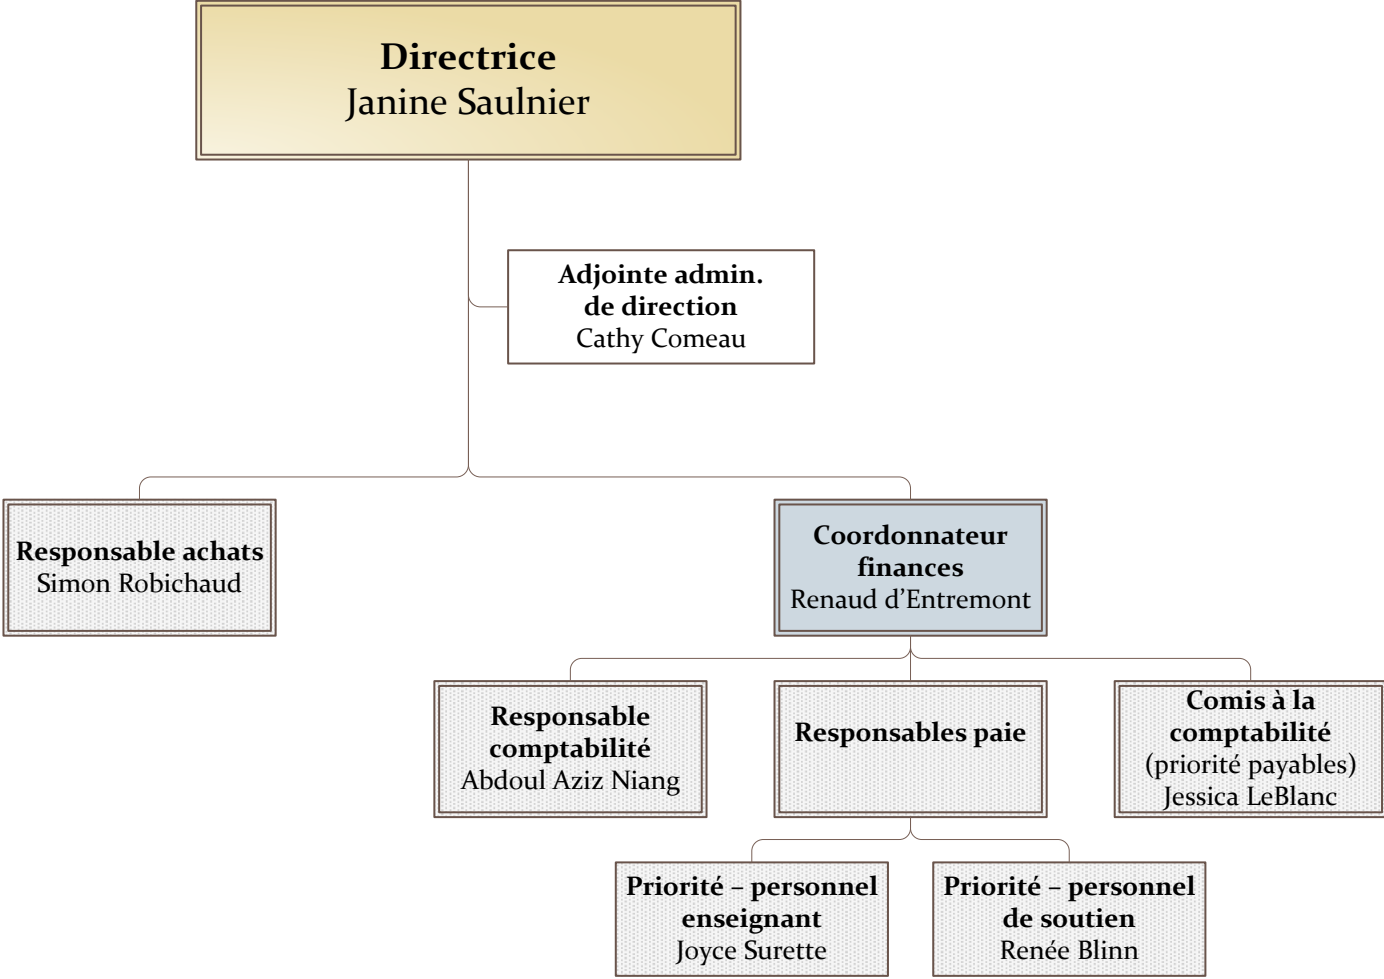 Directrice
Janine Saulnier
Adjointe admin.
de direction
Cathy Comeau
Responsable achats
Simon Robichaud
Coordonnateur
finances
Renaud d’Entremont
Responsable
comptabilité
Abdoul Aziz Niang
Responsables paie
Comis à la
comptabilité
(priorité payables)
Jessica LeBlanc
Priorité – personnel
enseignant
Joyce Surette
Priorité – personnel
de soutien
Renée Blinn